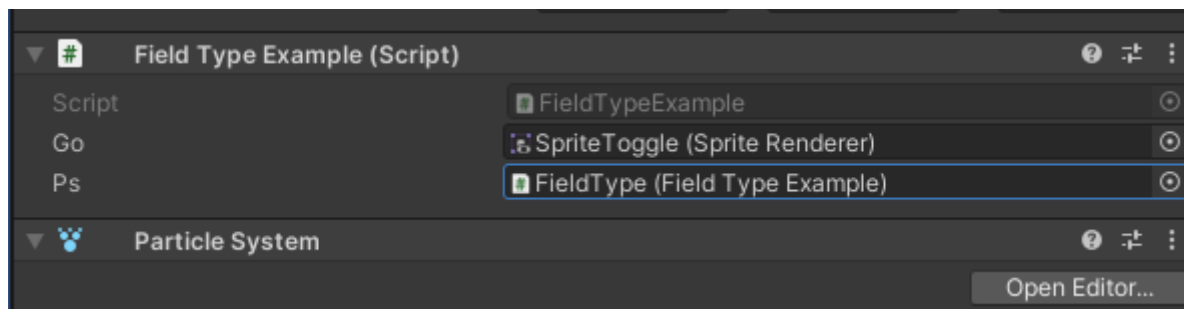 Field Type Example (Script)
Script FieldTypeExample
Go SpriteToggle (Sprite Renderer)
Ps FieldType (Field Type Example)
Particle System
Open Editor...